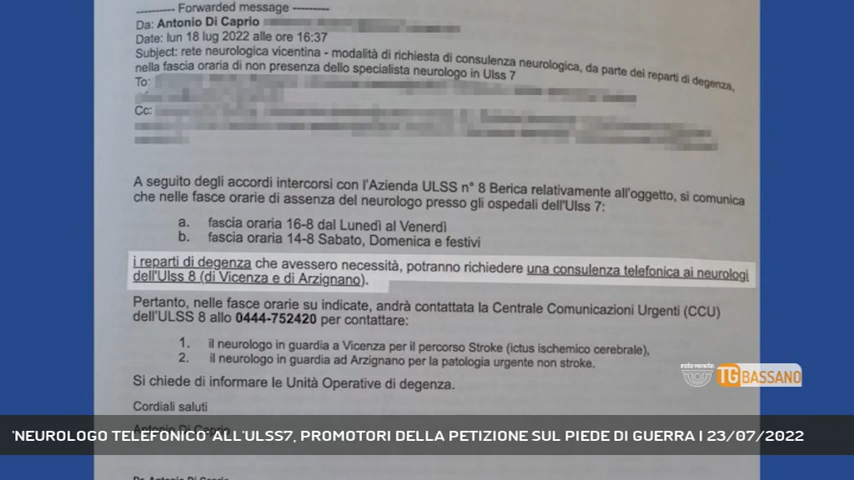 ---------- Forwarded message ----------
Da: Antonio Di Caprio
Date: lun 18 lug 2022 alle ore 16:37
Subject: rete neurologica vicentina - modalità di richiesta di consulenza neurologica, da parte dei reparti di degenza,
nella fascia oraria di non presenza dello specialista neurologo in Ulss 7
To:
Cc:
A seguito degli accordi intercorsi con l'Azienda ULSS n° 8 Berica relativamente all'oggetto, si comunica
che nelle fasce orarie di assenza del neurologo presso gli ospedali dell'Ulss 7:
a. fascia oraria 16-8 dal Lunedì al Venerdì
b. fascia oraria 14-8 Sabato, Domenica e festivi
i reparti di degenza che avessero necessità, potranno richiedere una consulenza telefonica ai neurologi
dell'Ulss 8 (di Vicenza e di Arzignano).
Pertanto, nelle fasce orarie su indicate, andrà contattata la Centrale Comunicazioni Urgenti (CCU)
dell'ULSS 8 allo 0444-752420 per contattare:
1. il neurologo in guardia a Vicenza per il percorso Stroke (ictus ischemico cerebrale),
2. il neurologo in guardia ad Arzignano per la patologia urgente non stroke.
Si chiede di informare le Unità Operative di degenza.
Cordiali saluti
Antonio Di Caprio
Dr. Antonio Di Caprio
rete veneta
TG BASSANO
'NEUROLOGO TELEFONICO' ALL'ULSS7, PROMOTORI DELLA PETIZIONE SUL PIEDE DI GUERRA | 23/07/2022